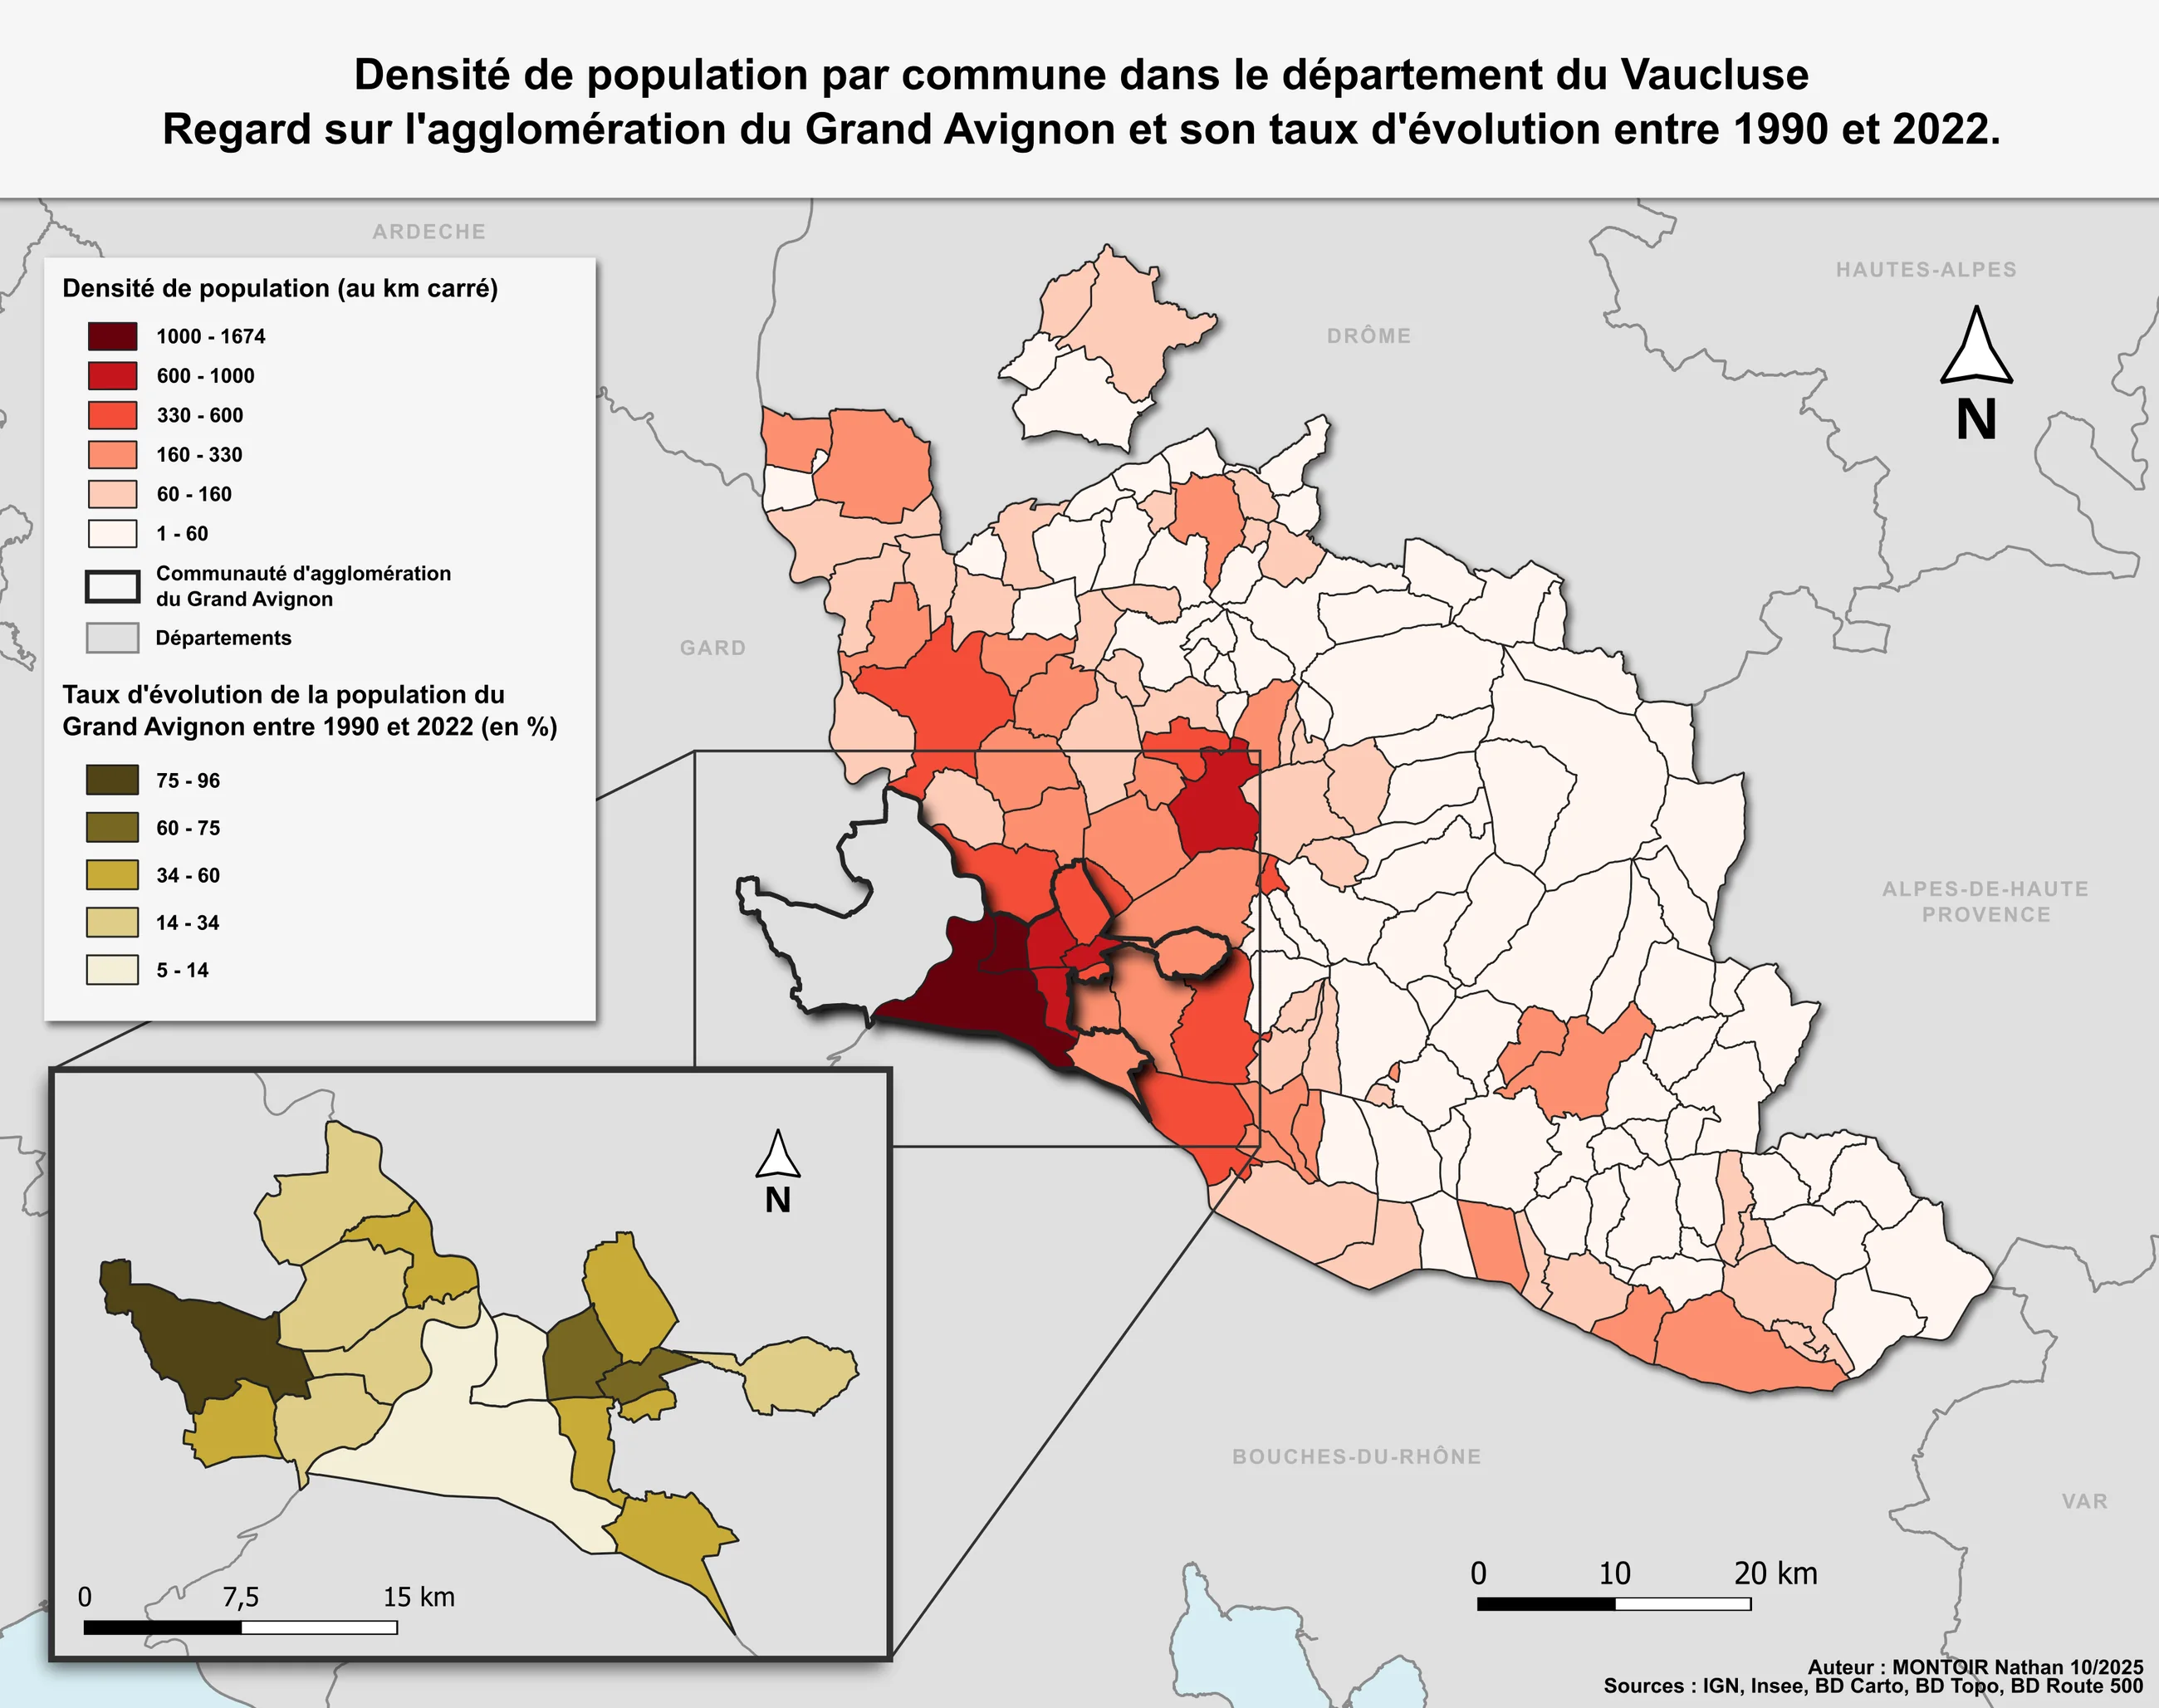 Densité de population par commune dans le département du Vaucluse
Regard sur l'agglomération du Grand Avignon et son taux d'évolution entre 1990 et 2022.
ARDECHE
HAUTES-ALPES
DRÔME
N
Densité de population (au km carré)
1000 - 1674
600 - 1000
330 - 600
160 - 330
60 - 160
1 - 60
Communauté d'agglomération
du Grand Avignon
Départements
Taux d'évolution de la population du
Grand Avignon entre 1990 et 2022 (en %)
75 - 96
60 - 75
34 - 60
14 - 34
5 - 14
GARD
ALPES-DE-HAUTE
PROVENCE
N
0 7,5 15 km
BOUCHES-DU-RHÔNE
VAR
0 10 20 km
Auteur : MONTOIR Nathan 10/2025
Sources : IGN, Insee, BD Carto, BD Topo, BD Route 500